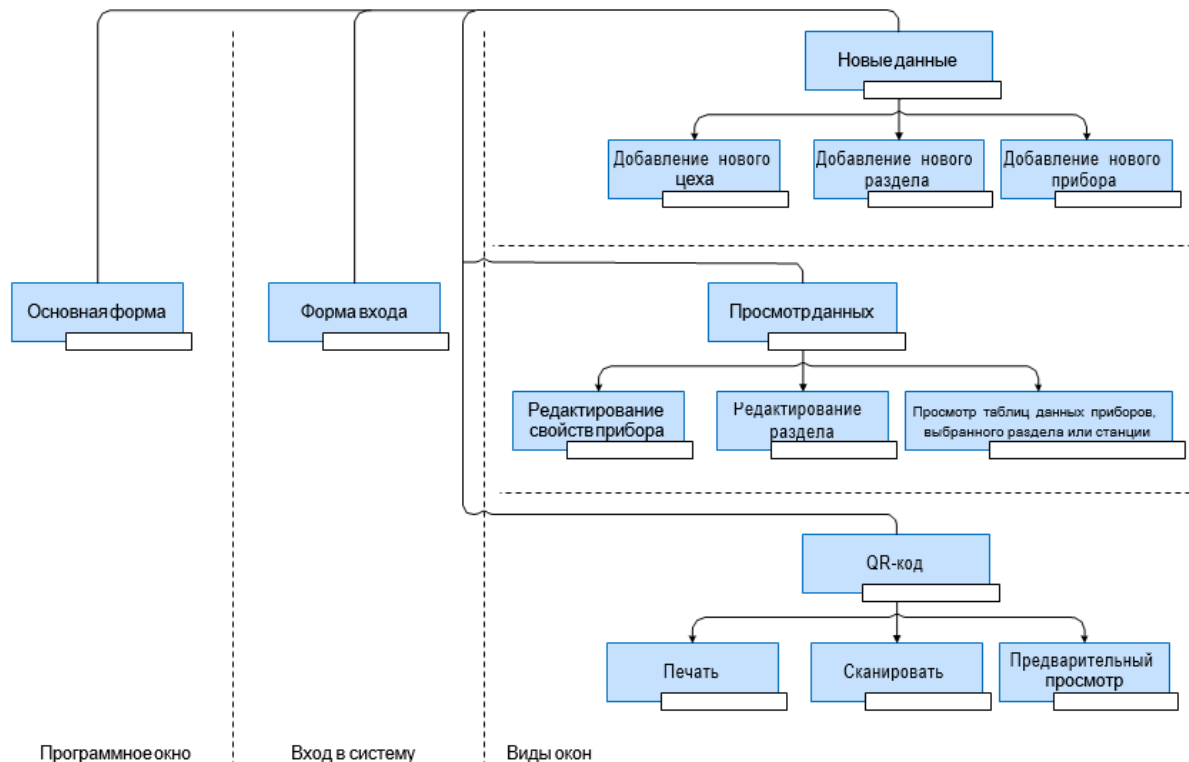 Новые данные
Добавление нового
цеха
Добавление нового
раздела
Добавление нового
прибора
Основная форма
Форма входа
Просмотр данных
Редактирование
свойств прибора
Редактирование
раздела
Просмотр таблиц данных приборов,
выбранного раздела или станции
QR-код
Печать
Сканировать
Предварительный
просмотр
Программное окно
Вход в систему
Виды окон